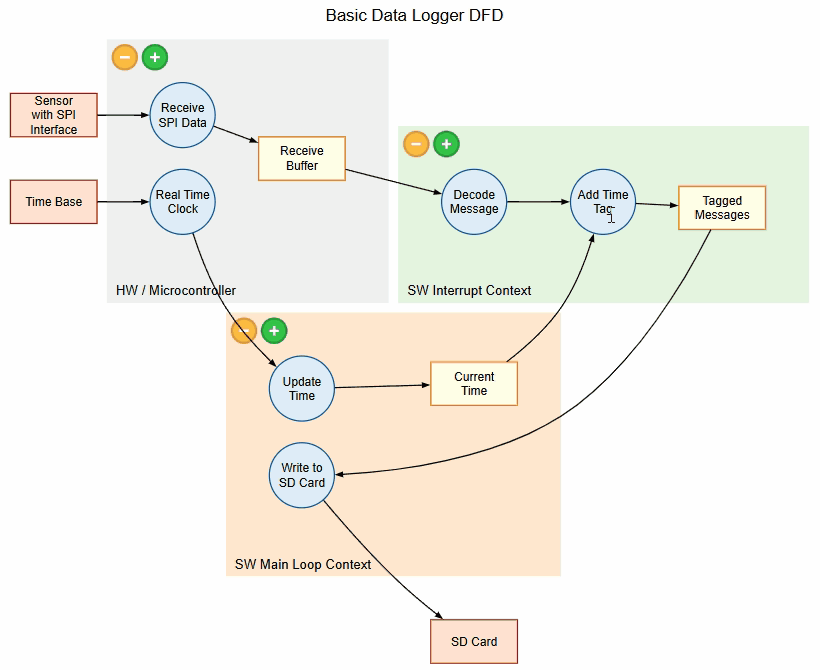 Basic Data Logger DFD
Sensor
with SPI
Interface
Receive
SPI Data
Receive
Buffer
Time Base
Real Time
Clock
HW / Microcontroller
Decode
Message
Add Time
Tag
Tagged
Messages
SW Interrupt Context
Update
Time
Current
Time
Write to
SD Card
SW Main Loop Context
SD Card